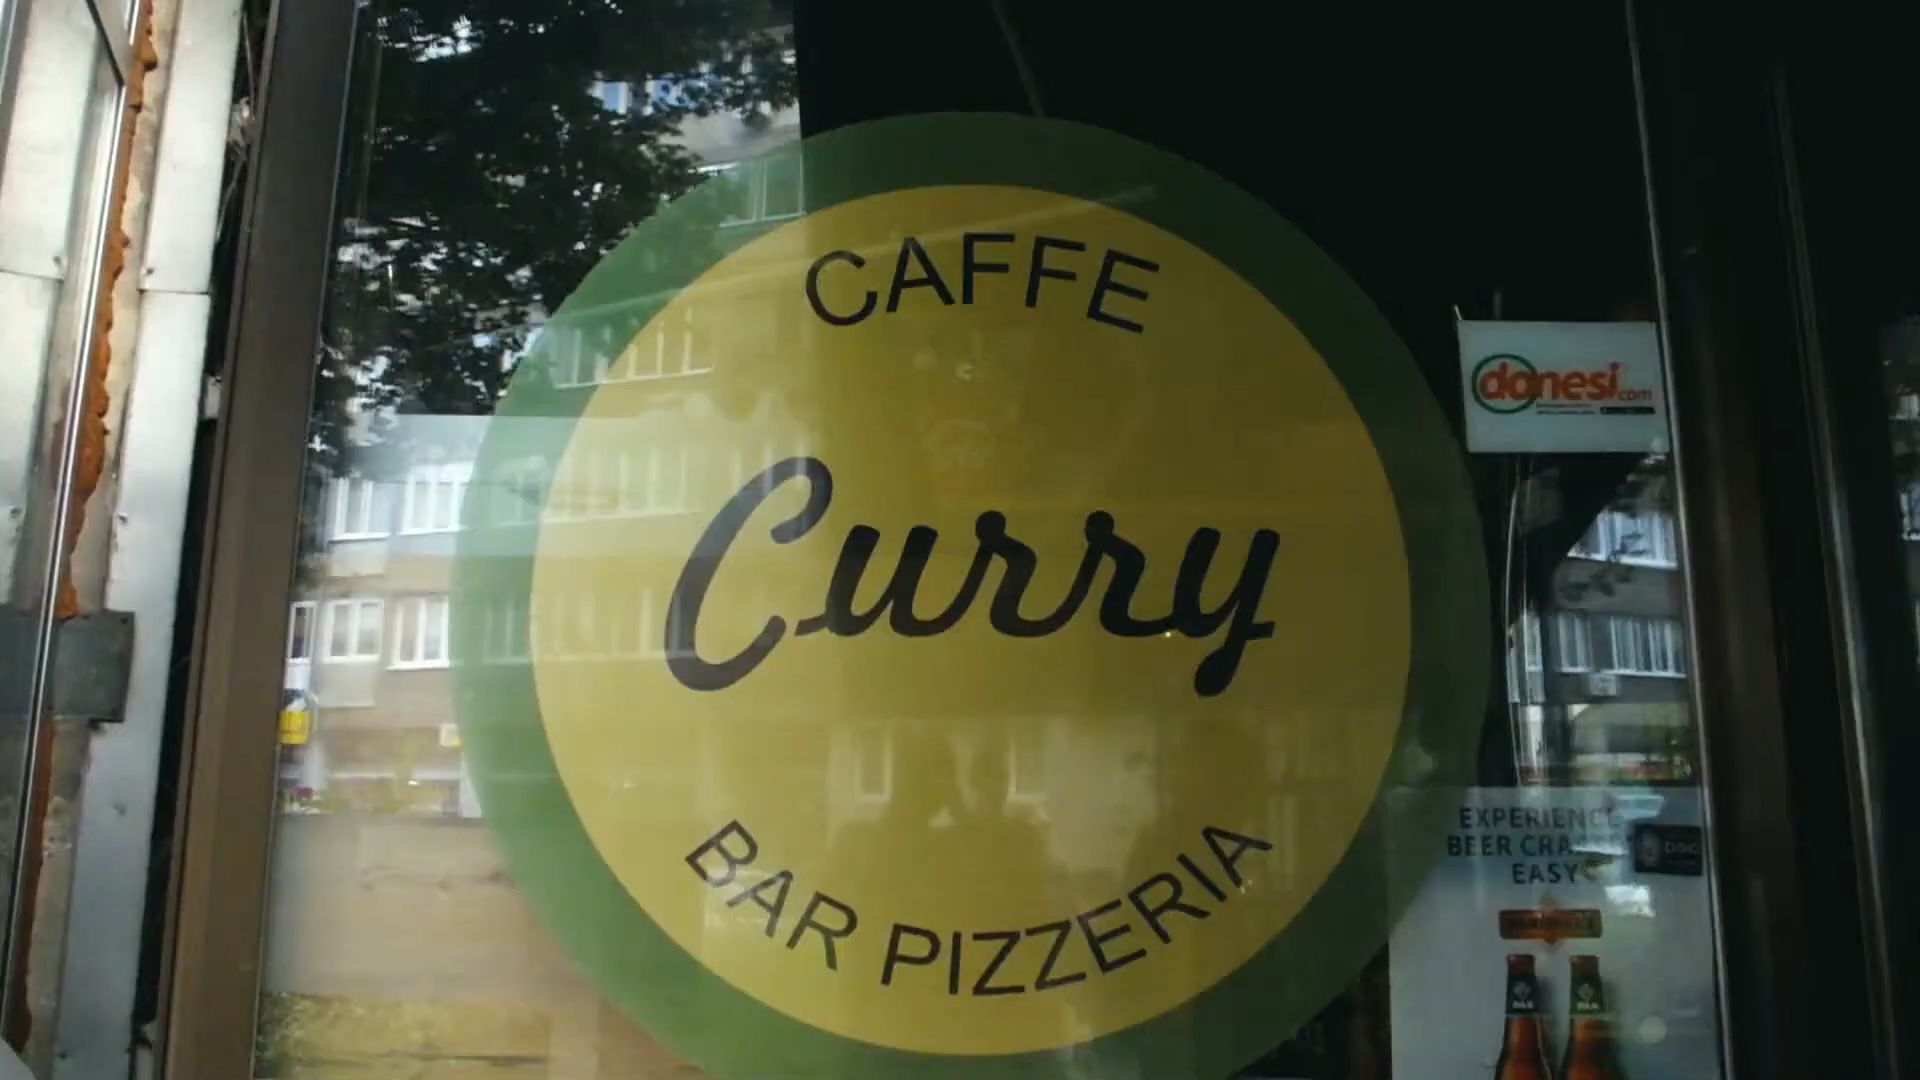 CAFFE
Curry
BAR PIZZERIA
donesi.com
EXPERIENCE
BEER CRA
EASY